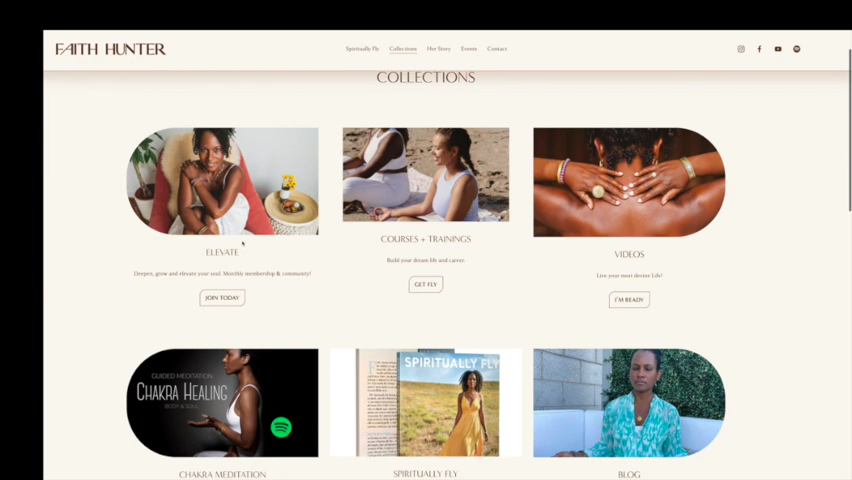 FAITH HUNTER
Spiritually Fly
Collections
Her Story
Events
Contact
COLLECTIONS
ELEVATE
Deepen, grow and elevate your soul. Monthly membership & community!
JOIN TODAY
COURSES + TRAININGS
Build your dream life and career.
GET FLY
VIDEOS
Live your most devine Life!
I'M READY
GUIDED MEDITATION
CHAKRA HEALING
BODY & SOUL
CHAKRA MEDITATION
SPIRITUALLY FLY
SPIRITUALLY FLY
BLOG